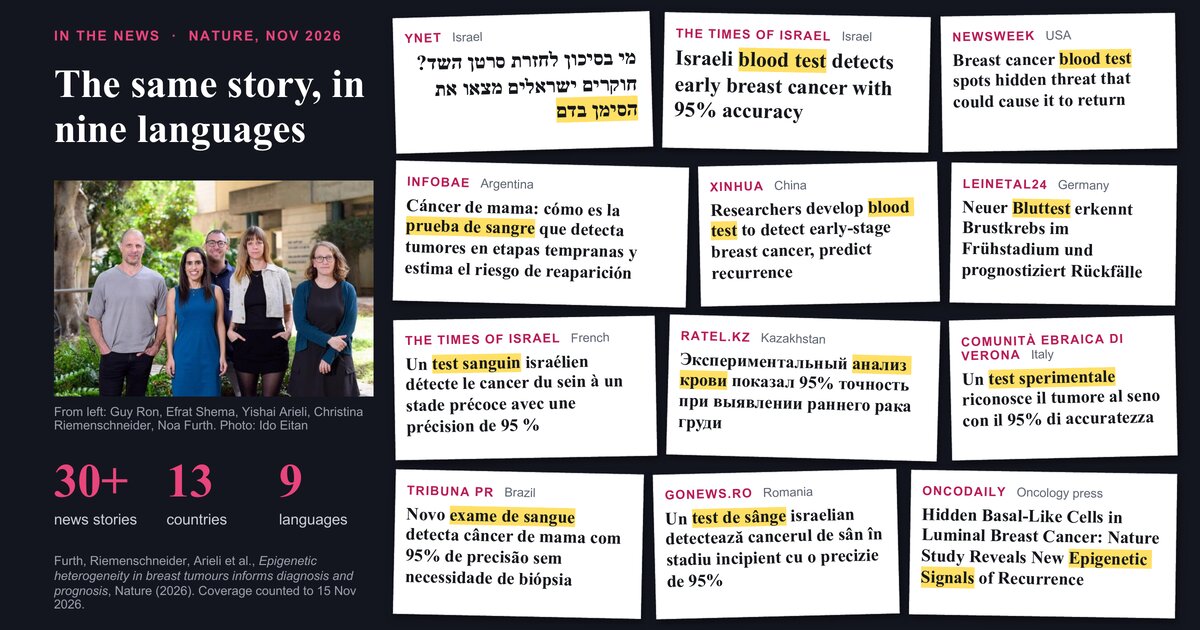 IN THE NEWS · NATURE, NOV 2026
The same story, in
nine languages
From left: Guy Ron, Efrat Shema, Yishai Arieli, Christina
Riemenschneider, Noa Furth. Photo: Ido Eitan
30+
news stories
13
countries
9
languages
Furth, Riemenschneider, Arieli et al., Epigenetic
heterogeneity in breast tumours informs diagnosis and
prognosis, Nature (2026). Coverage counted to 15 Nov
2026.
YNET Israel
מי בסיכון לחזרת סרטן השד?
חוקרים ישראלים מצאו את
הסימן בדם
THE TIMES OF ISRAEL Israel
Israeli blood test detects
early breast cancer with
95% accuracy
NEWSWEEK USA
Breast cancer blood test
spots hidden threat that
could cause it to return
INFOBAE Argentina
Cáncer de mama: cómo es la
prueba de sangre que detecta
tumores en etapas tempranas y
estima el riesgo de reaparición
XINHUA China
Researchers develop blood
test to detect early-stage
breast cancer, predict
recurrence
LEINETAL24 Germany
Neuer Bluttest erkennt
Brustkrebs im
Frühstadium und
prognostiziert Rückfälle
THE TIMES OF ISRAEL French
Un test sanguin israélien
détecte le cancer du sein à un
stade précoce avec une
précision de 95 %
RATEL.KZ Kazakhstan
Экспериментальный анализ
крови показал 95% точность
при выявлении раннего рака
груди
COMUNITÀ EBRAICA DI
VERONA Italy
Un test sperimentale
riconosce il tumore al seno
con il 95% di accuratezza
TRIBUNA PR Brazil
Novo exame de sangue
detecta câncer de mama com
95% de precisão sem
necessidade de biópsia
GONEWS.RO Romania
Un test de sânge israelian
detectează cancerul de sân în
stadiu incipient cu o precizie
de 95%
ONCODAILY Oncology press
Hidden Basal-Like Cells in
Luminal Breast Cancer: Nature
Study Reveals New Epigenetic
Signals of Recurrence